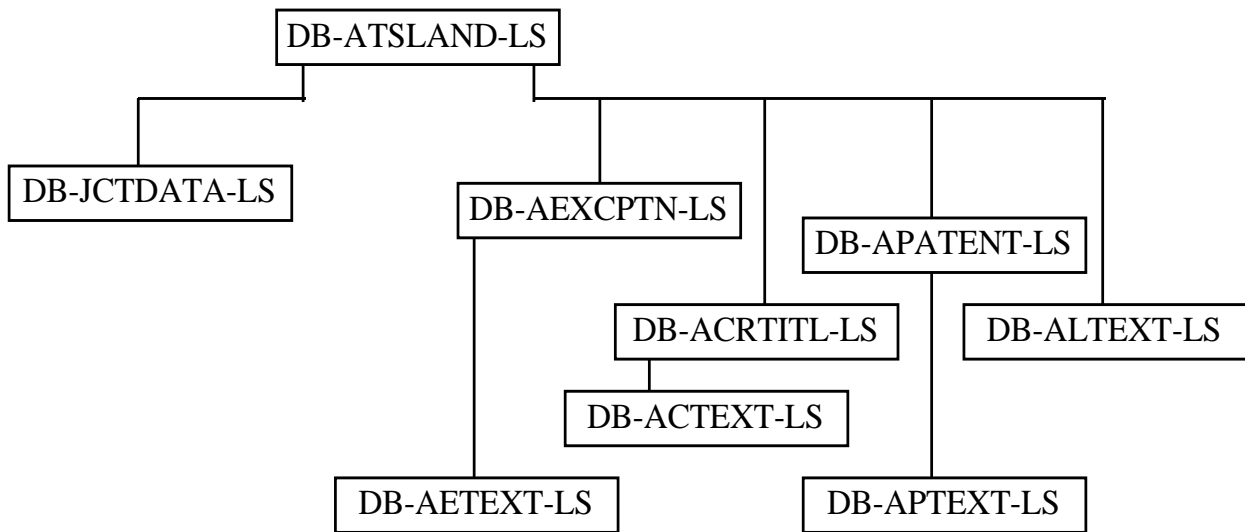 DB-ATSLAND-LS
DB-JCTDATA-LS
DB-AEXCPTN-LS
DB-APATENT-LS
DB-ACRTITL-LS
DB-ALTEXT-LS
DB-ACTEXT-LS
DB-AETEXT-LS
DB-APTEXT-LS